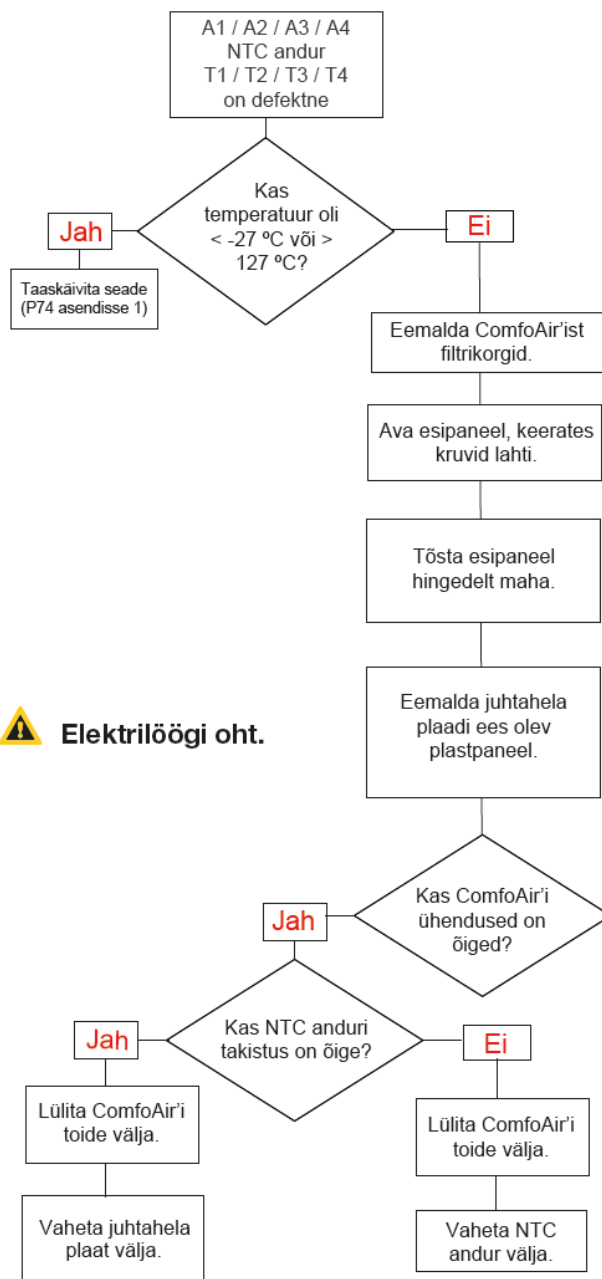 A1 / A2 / A3 / A4
NTC andur
T1 / T2 / T3 / T4
on defektne
Kas
temperatuur oli
< -27 ºC või >
127 ºC?
Jah
Ei
Taaskäivita seade
(P74 asendisse 1)
Eemalda ComfoAir'ist
filtrikorgid.
Ava esipaneel, keerates
kruvid lahti.
Tõsta esipaneel
hingedelt maha.
Eemalda juhtahela
plaadi ees olev
plastpaneel.
Elektrilöögi oht.
Kas ComfoAir'i
ühendused on
õiged?
Jah
Kas NTC anduri
takistus on õige?
Jah
Ei
Lülita ComfoAir'i
toide välja.
Vaheta juhtahela
plaat välja.
Lülita ComfoAir'i
toide välja.
Vaheta NTC
andur välja.